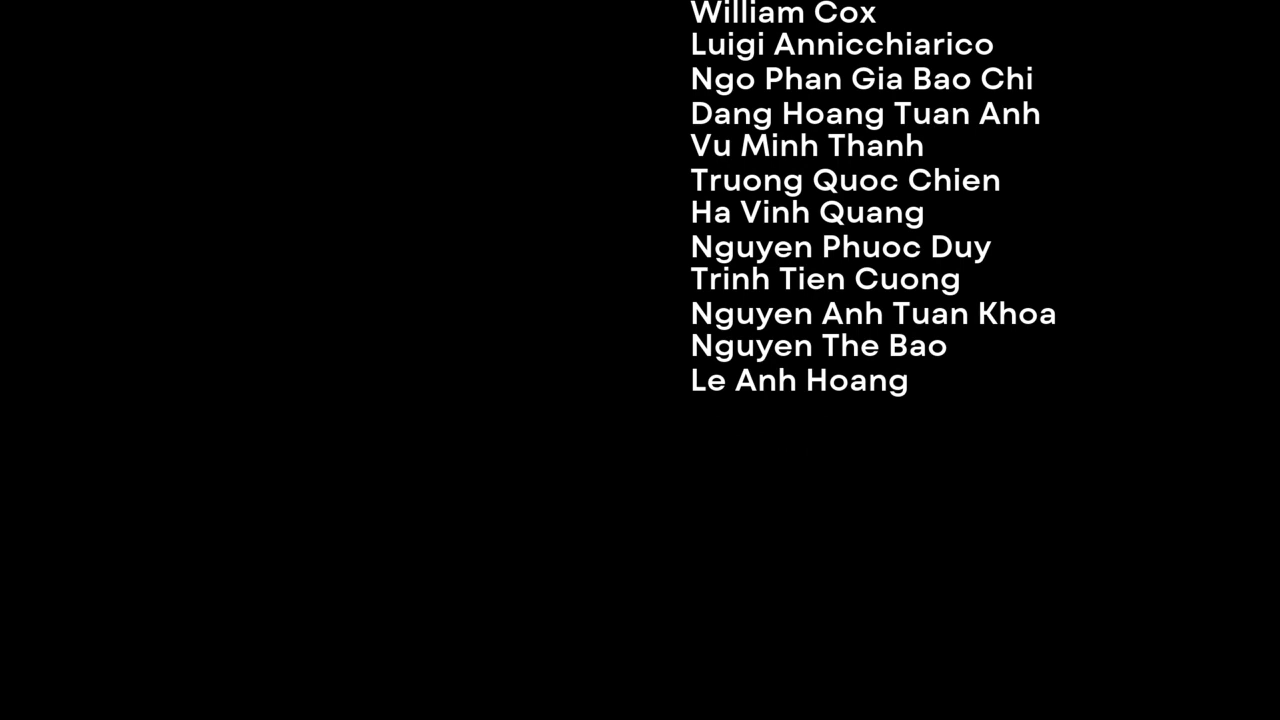 William Cox
Luigi Annicchiarico
Ngo Phan Gia Bao Chi
Dang Hoang Tuan Anh
Vu Minh Thanh
Truong Quoc Chien
Ha Vinh Quang
Nguyen Phuoc Duy
Trinh Tien Cuong
Nguyen Anh Tuan Khoa
Nguyen The Bao
Le Anh Hoang